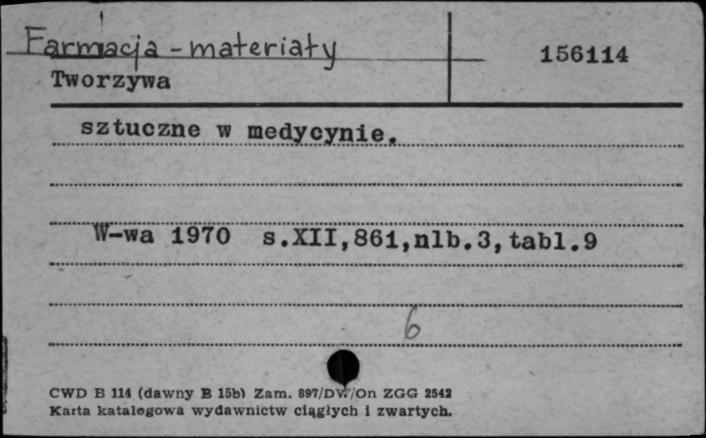 Farmacja - materiały
156114
Tworzywa
sztuczne w medycynie.
W-wa 1970 s.XII,861,nlb.3,tabl.9
6
CWD B 114 (dawny B 15b) Zam. 897/DW/On ZGG 2542
Karta katalogowa wydawnictw ciągłych i zwartych.